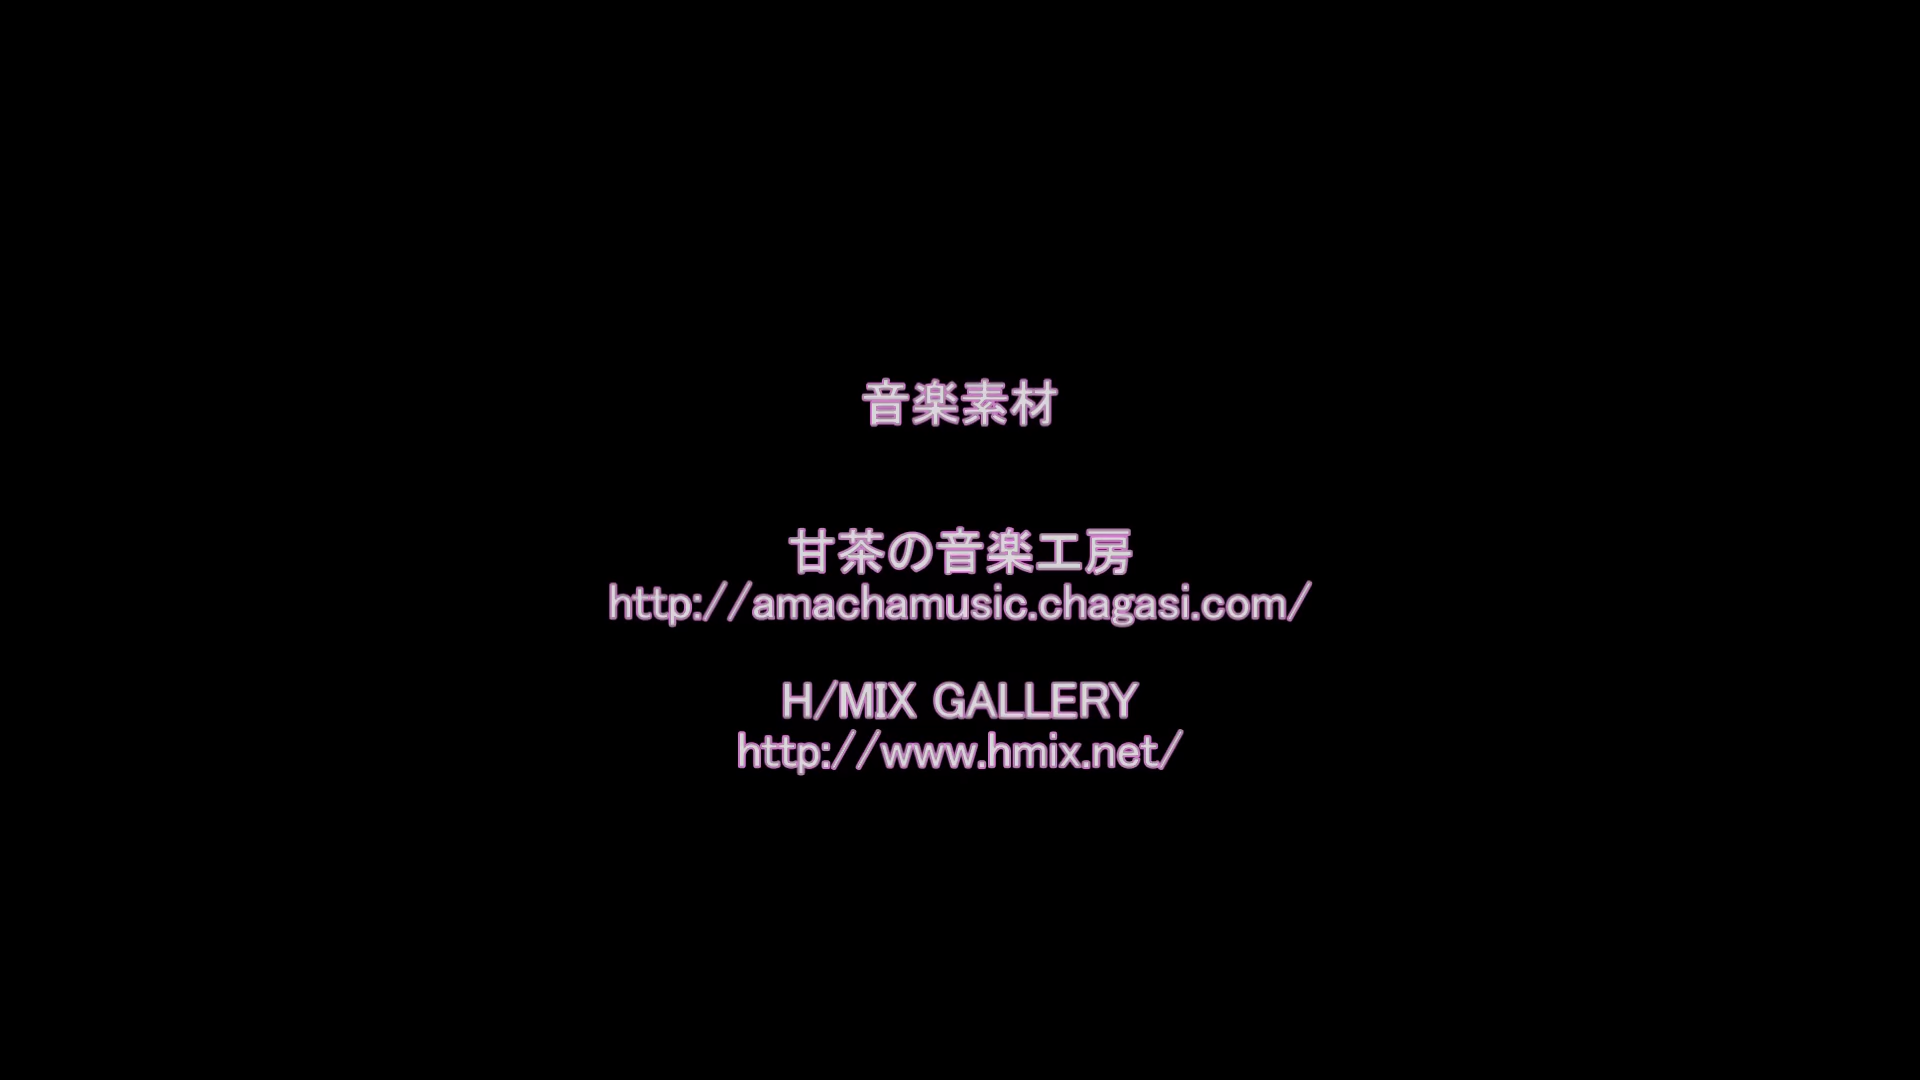 音楽素材
甘茶の音楽工房
http://amachamusic.chagasi.com/
H/MIX GALLERY
http://www.hmix.net/